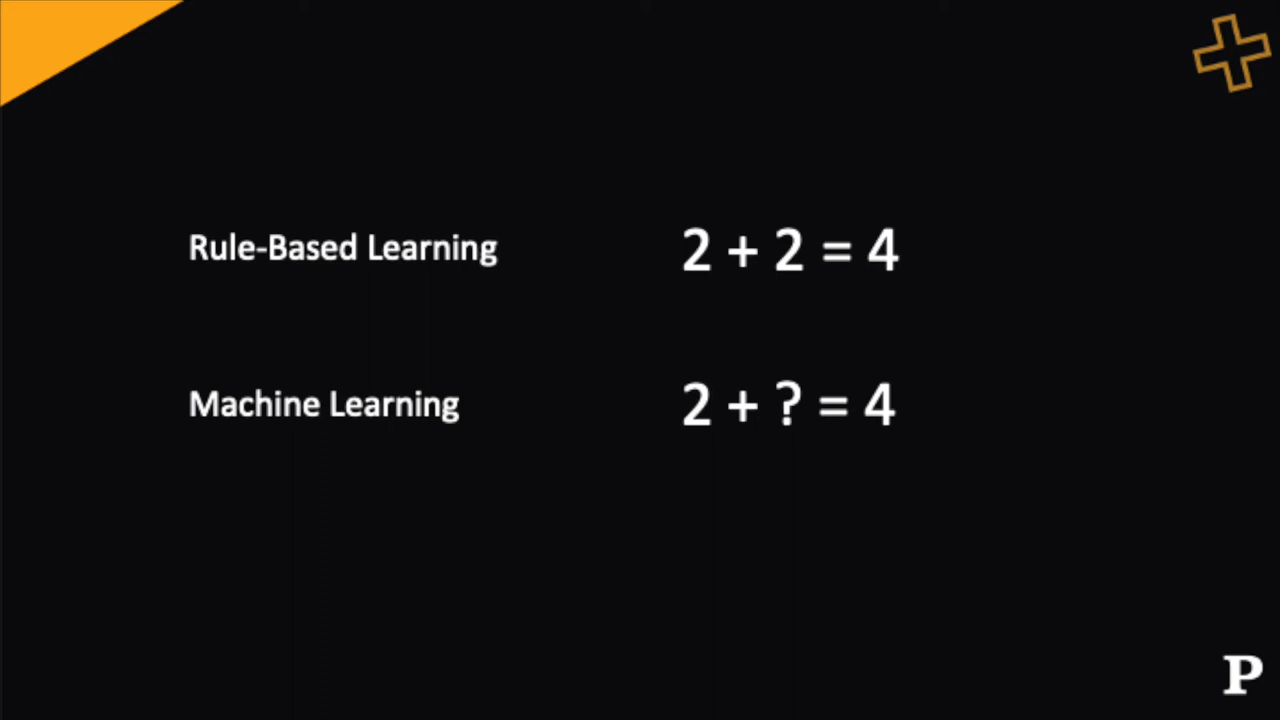 Rule-Based Learning 2 + 2 = 4
Machine Learning 2 + ? = 4
P